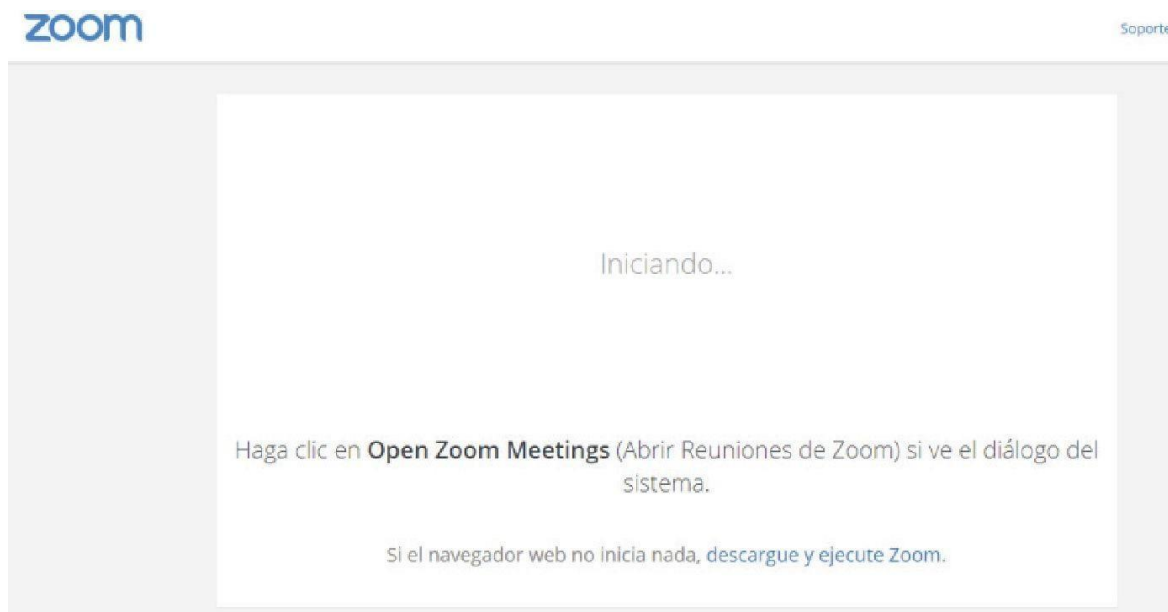 zoom
Soporte
Iniciando...
Haga clic en Open Zoom Meetings (Abrir Reuniones de Zoom) si ve el diálogo del
sistema.
Si el navegador web no inicia nada, descargue y ejecute Zoom.